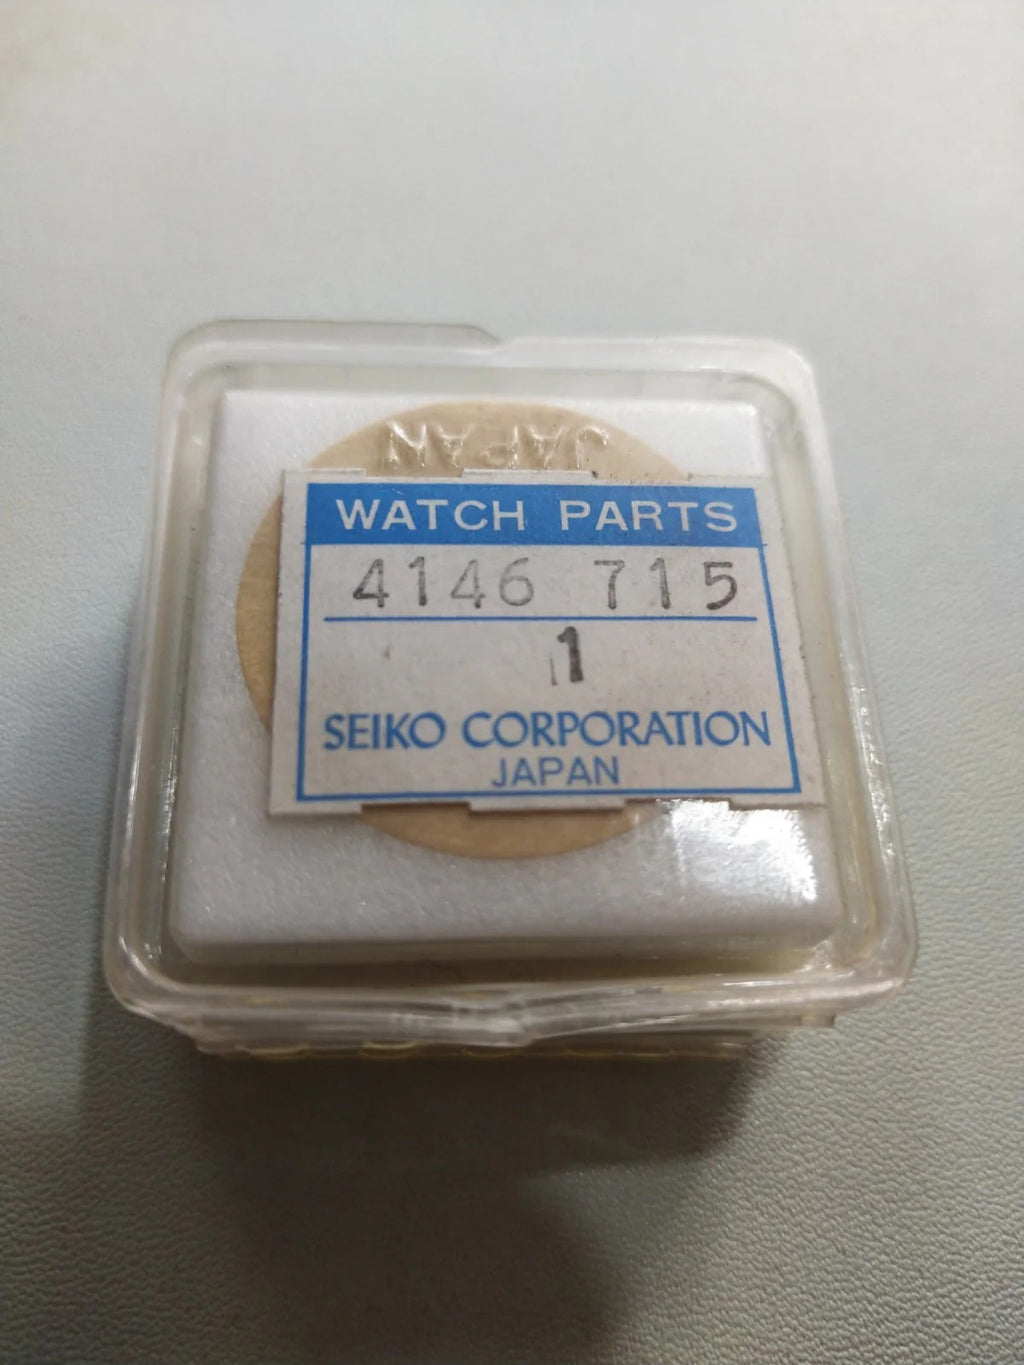 JAPAN
WATCH PARTS
4146 715
1
SEIKO CORPORATION
JAPAN